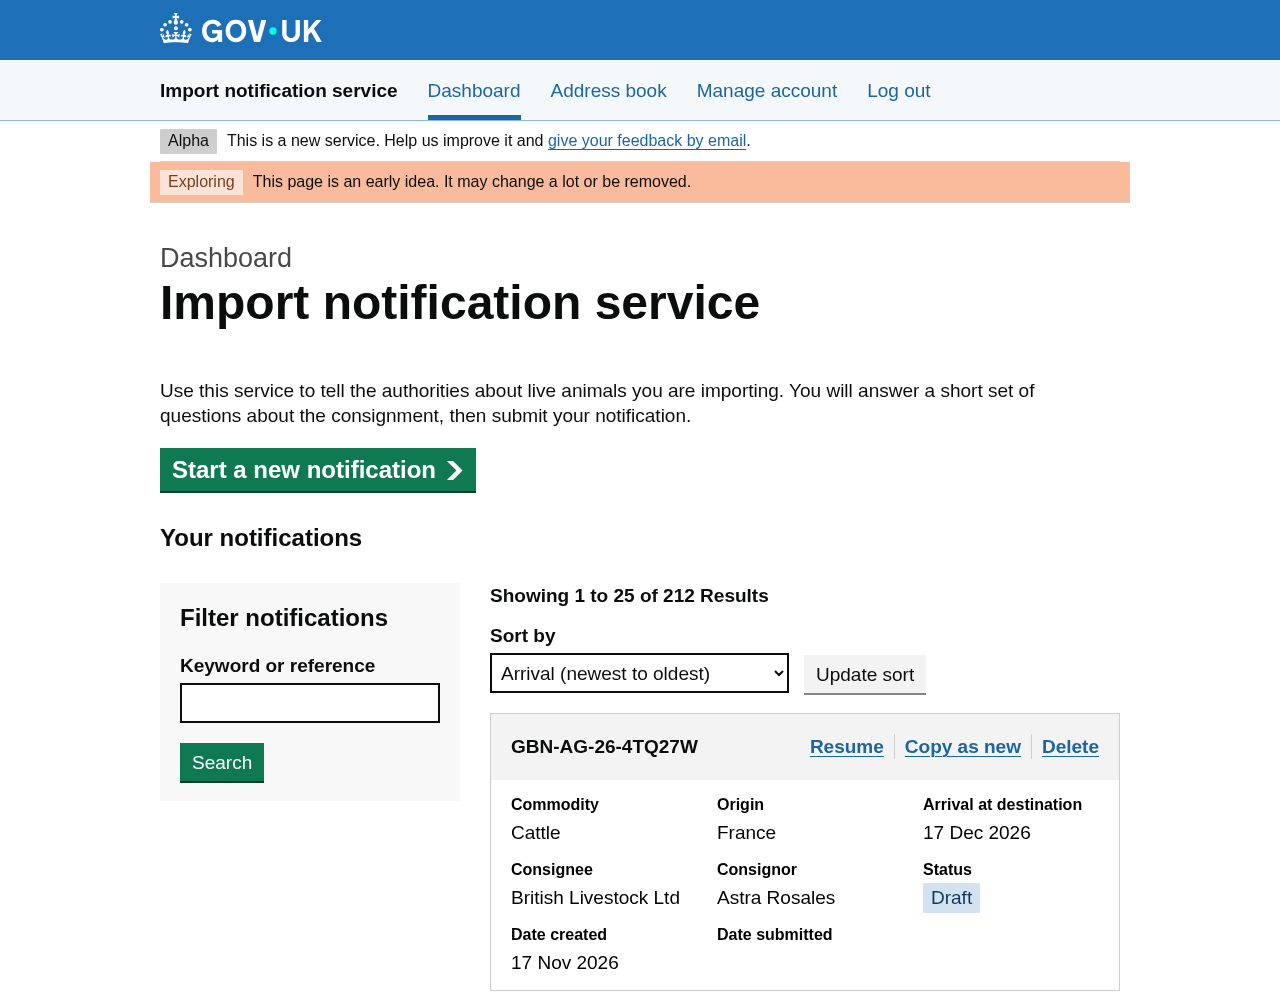 GOV·UK
Import notification service Dashboard Address book Manage account Log out
Alpha This is a new service. Help us improve it and give your feedback by email.
Exploring This page is an early idea. It may change a lot or be removed.
Dashboard
Import notification service
Use this service to tell the authorities about live animals you are importing. You will answer a short set of
questions about the consignment, then submit your notification.
Start a new notification
Your notifications
Filter notifications
Keyword or reference
Search
Showing 1 to 25 of 212 Results
Sort by
Arrival (newest to oldest) Update sort
GBN-AG-26-4TQ27W Resume Copy as new Delete
Commodity Origin Arrival at destination
Cattle France 17 Dec 2026
Consignee Consignor Status
British Livestock Ltd Astra Rosales Draft
Date created Date submitted
17 Nov 2026